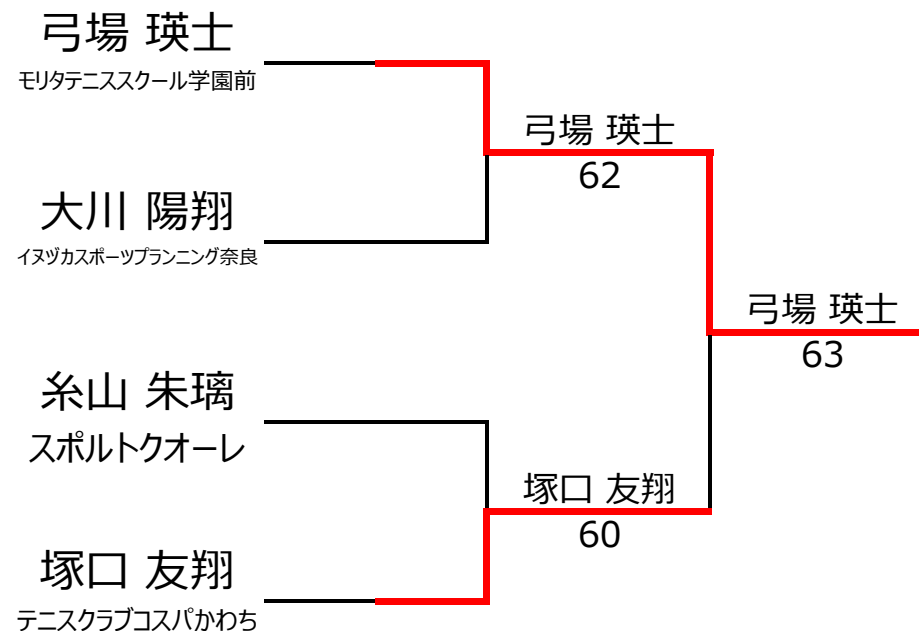 弓場 瑛士
モリタテニススクール学園前
大川 陽翔
イヌヅカスポーツプランニング奈良
糸山 朱璃
スポルトクオーレ
塚口 友翔
テニスクラブコスパかわち
弓場 瑛士
62
塚口 友翔
60
弓場 瑛士
63